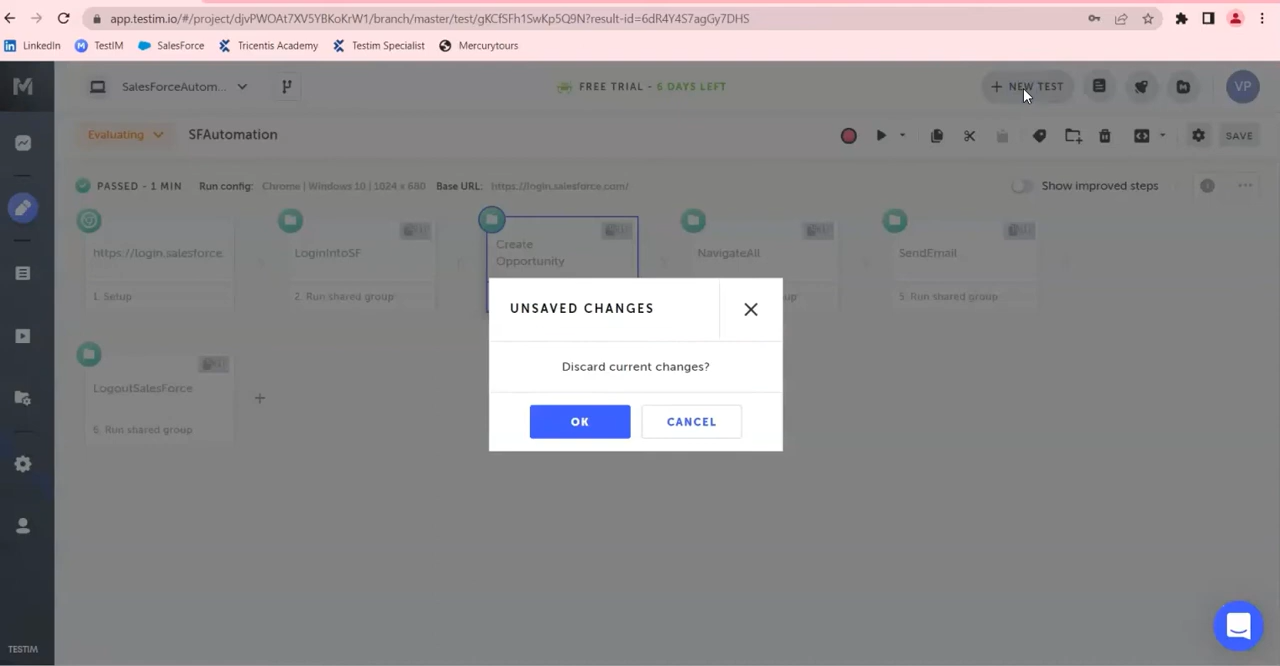 app.testim.io/#/project/djvPWOAt7XV5YBKoKrW1/branch/master/test/gKCfSFh1SwKp5Q9N?result-id=6dR4Y4S7agGy7DHS
LinkedIn TestIM SalesForce Tricentis Academy Testim Specialist Mercurytours
SalesForceAutom... FREE TRIAL - 6 DAYS LEFT + NEW TEST VP
Evaluating SFAutomation SAVE
PASSED - 1 MIN Run config: Chrome | Windows 10 | 1024 x 680 Base URL: https://login.salesforce.com/ Show improved steps
https://login.salesforce. LoginIntoSF Create Opportunity NavigateAll SendEmail
1. Setup 2. Run shared group 5. Run shared group
UNSAVED CHANGES
Discard current changes?
OK CANCEL
LogoutSalesForce
6. Run shared group
TESTIM